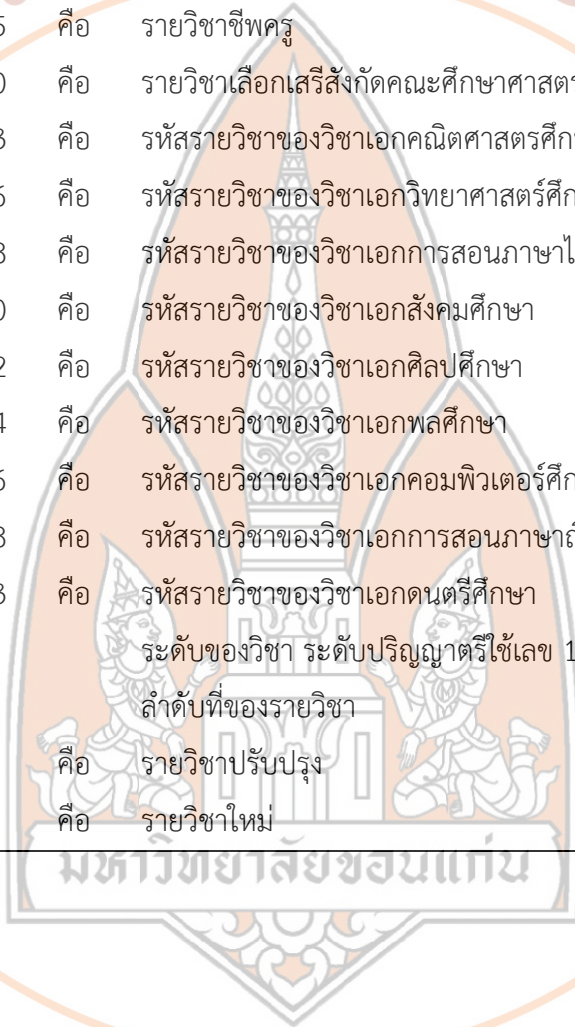 5 คือ รายวิชาชีพครู
0 คือ รายวิชาเลือกเสรีสังกัดคณะศึกษาศาสต
3 คือ รหัสรายวิชาของวิชาเอกคณิตศาสตรศึก
6 คือ รหัสรายวิชาของวิชาเอกวิทยาศาสตร์ศึก
8 คือ รหัสรายวิชาของวิชาเอกการสอนภาษาไ
0 คือ รหัสรายวิชาของวิชาเอกสังคมศึกษา
2 คือ รหัสรายวิชาของวิชาเอกศิลปศึกษา
4 คือ รหัสรายวิชาของวิชาเอกพลศึกษา
6 คือ รหัสรายวิชาของวิชาเอกคอมพิวเตอร์ศึก
8 คือ รหัสรายวิชาของวิชาเอกการสอนภาษาญี
3 คือ รหัสรายวิชาของวิชาเอกดนตรีศึกษา
ระดับของวิชา ระดับปริญญาตรีใช้เลข 1
ลำดับที่ของรายวิชา
คือ รายวิชาปรับปรุง
คือ รายวิชาใหม่
มหาวิทยาลัยขอนแก่น